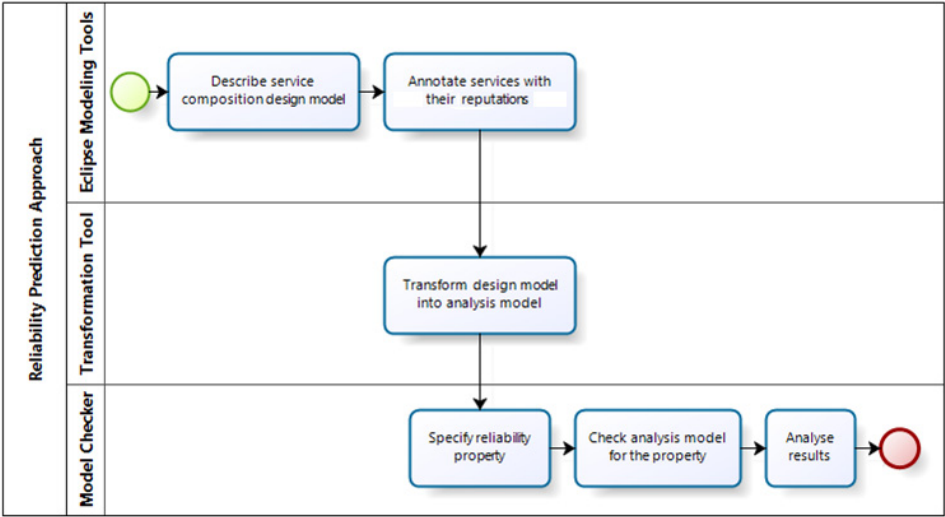 Reliability Prediction Approach
Eclipse Modeling Tools
Describe service
composition design model
Annotate services with
their reputations
Transformation Tool
Transform design model
into analysis model
Model Checker
Specify reliability
property
Check analysis model
for the property
Analyse
results